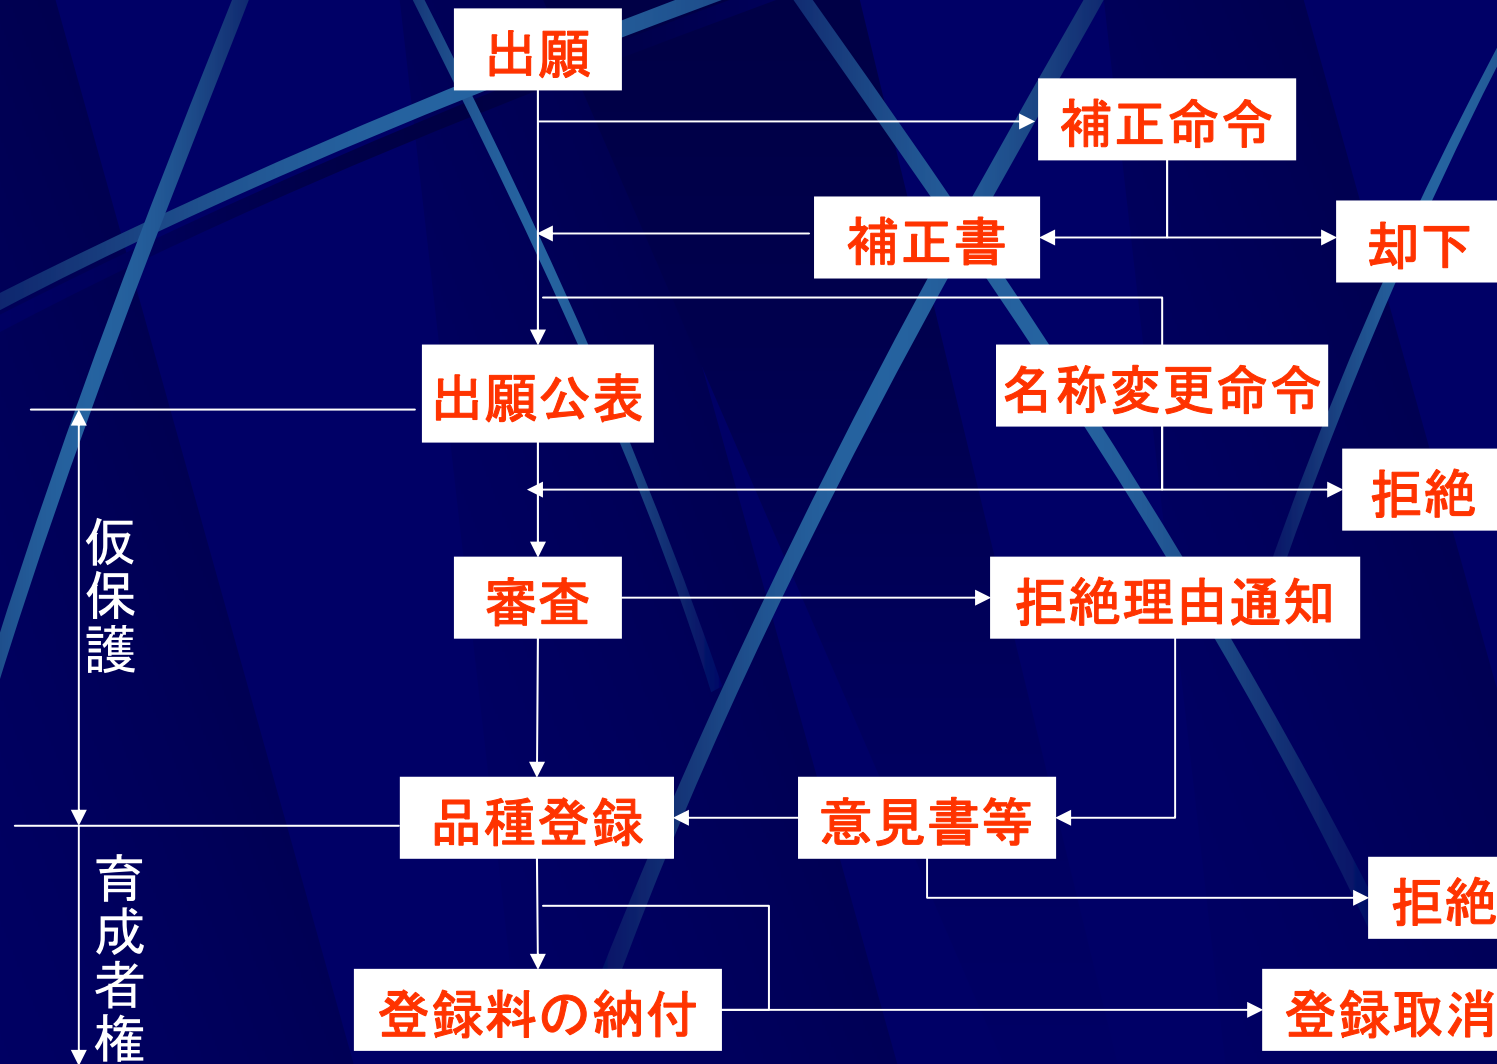 出願
補正命令
補正書
却下
出願公表
名称変更命令
拒絶
仮保護
審査
拒絶理由通知
品種登録
意見書等
育成者権
拒絶
登録料の納付
登録取消